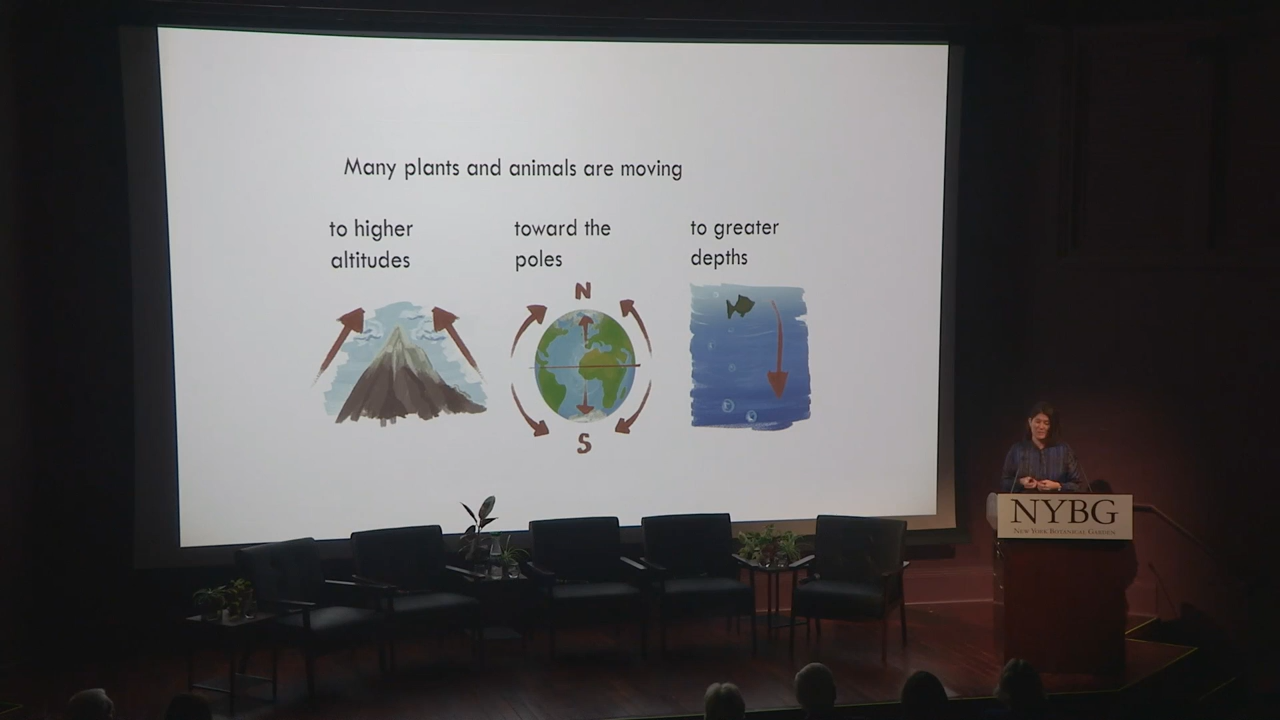 Many plants and animals are moving
to higher
altitudes
toward the
poles
to greater
depths
N
S
NYBG
New York Botanical Garden